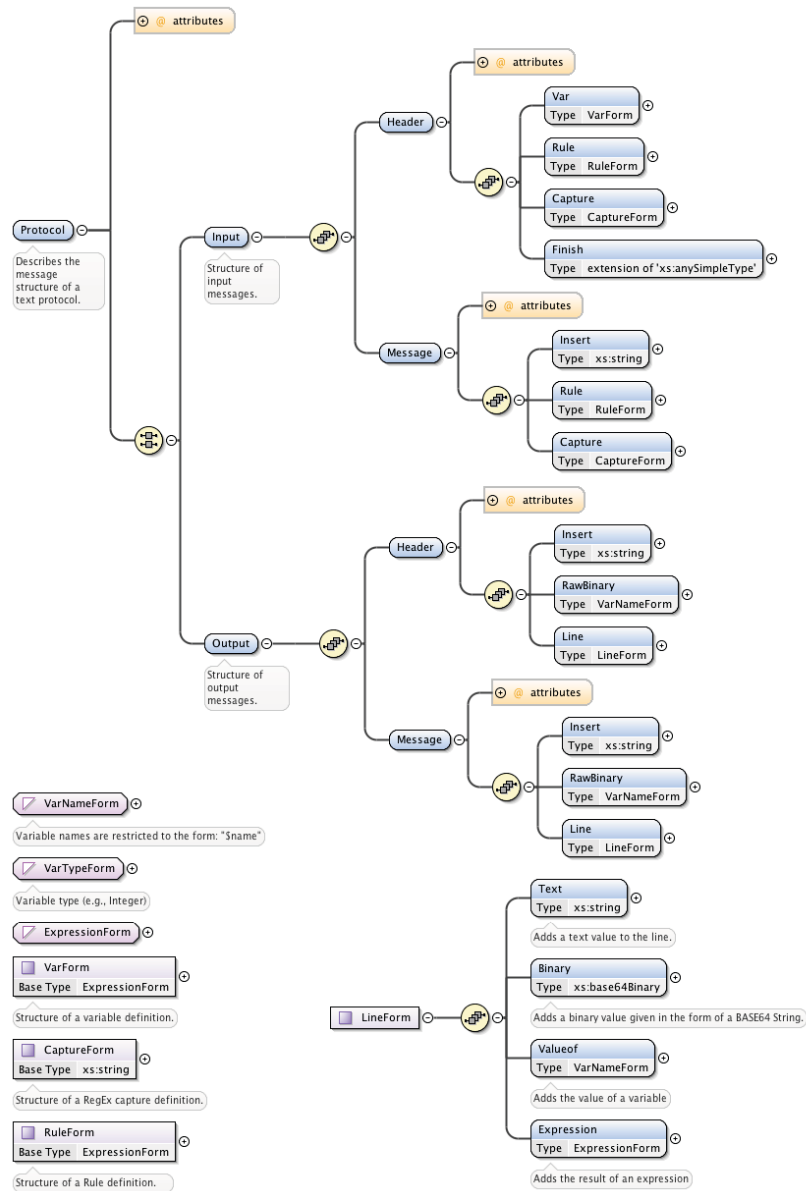 @ attributes
@ attributes
Var
Type VarForm
Header
Rule
Type RuleForm
Capture
Type CaptureForm
Protocol
Input
Finish
Type extension of 'xs:anySimpleType'
Describes the
message
structure of a
text protocol.
Structure of
input
messages.
@ attributes
Message
Insert
Type xs:string
Rule
Type RuleForm
Capture
Type CaptureForm
@ attributes
Header
Insert
Type xs:string
RawBinary
Type VarNameForm
Line
Type LineForm
Output
Structure of
output
messages.
@ attributes
Message
Insert
Type xs:string
RawBinary
Type VarNameForm
Line
Type LineForm
VarNameForm
Variable names are restricted to the form: "$name"
VarTypeForm
Variable type (e.g., Integer)
ExpressionForm
VarForm
Base Type ExpressionForm
Structure of a variable definition.
CaptureForm
Base Type xs:string
Structure of a RegEx capture definition.
RuleForm
Base Type ExpressionForm
Structure of a Rule definition.
LineForm
Text
Type xs:string
Adds a text value to the line.
Binary
Type xs:base64Binary
Adds a binary value given in the form of a BASE64 String.
Valueof
Type VarNameForm
Adds the value of a variable
Expression
Type ExpressionForm
Adds the result of an expression